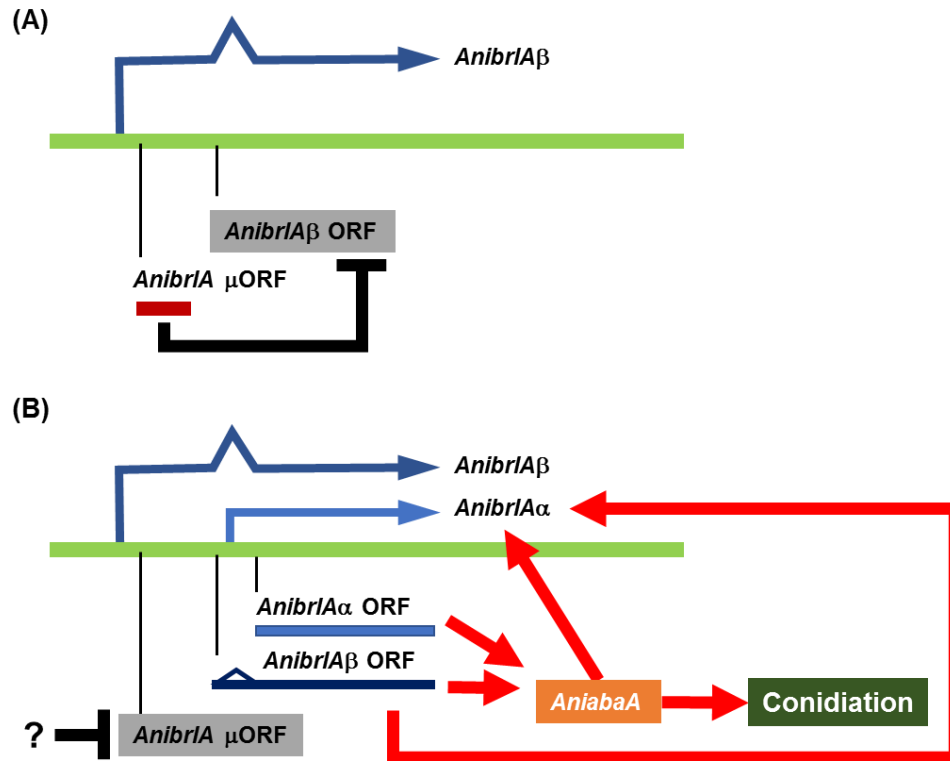 (A)
AnibrlAβ
AnibrlAβ ORF
AnibrlA μORF
(B)
AnibrlAβ
AnibrlAα
AnibrlAα ORF
AnibrlAβ ORF
AniabaA
Conidiation
?
AnibrlA μORF